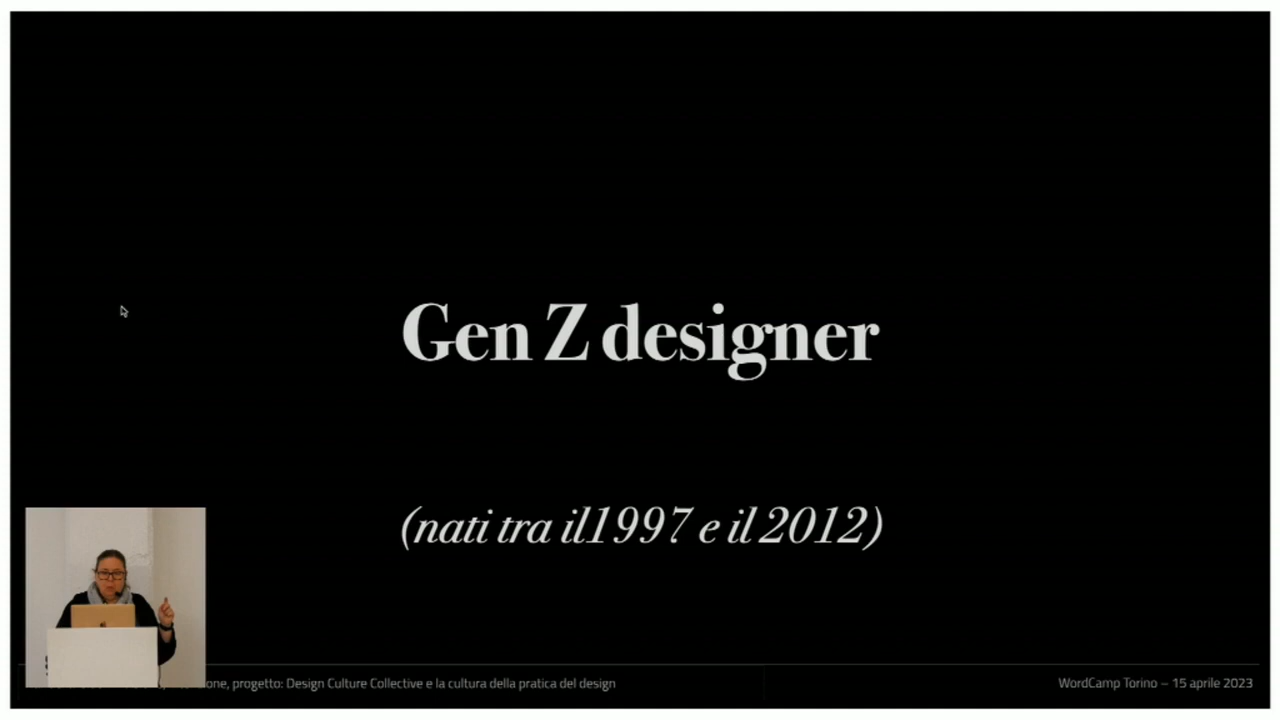 Gen Z designer
(nati tra il1997 e il 2012)
progetto: Design Culture Collective e la cultura della pratica del design
WordCamp Torino – 15 aprile 2023